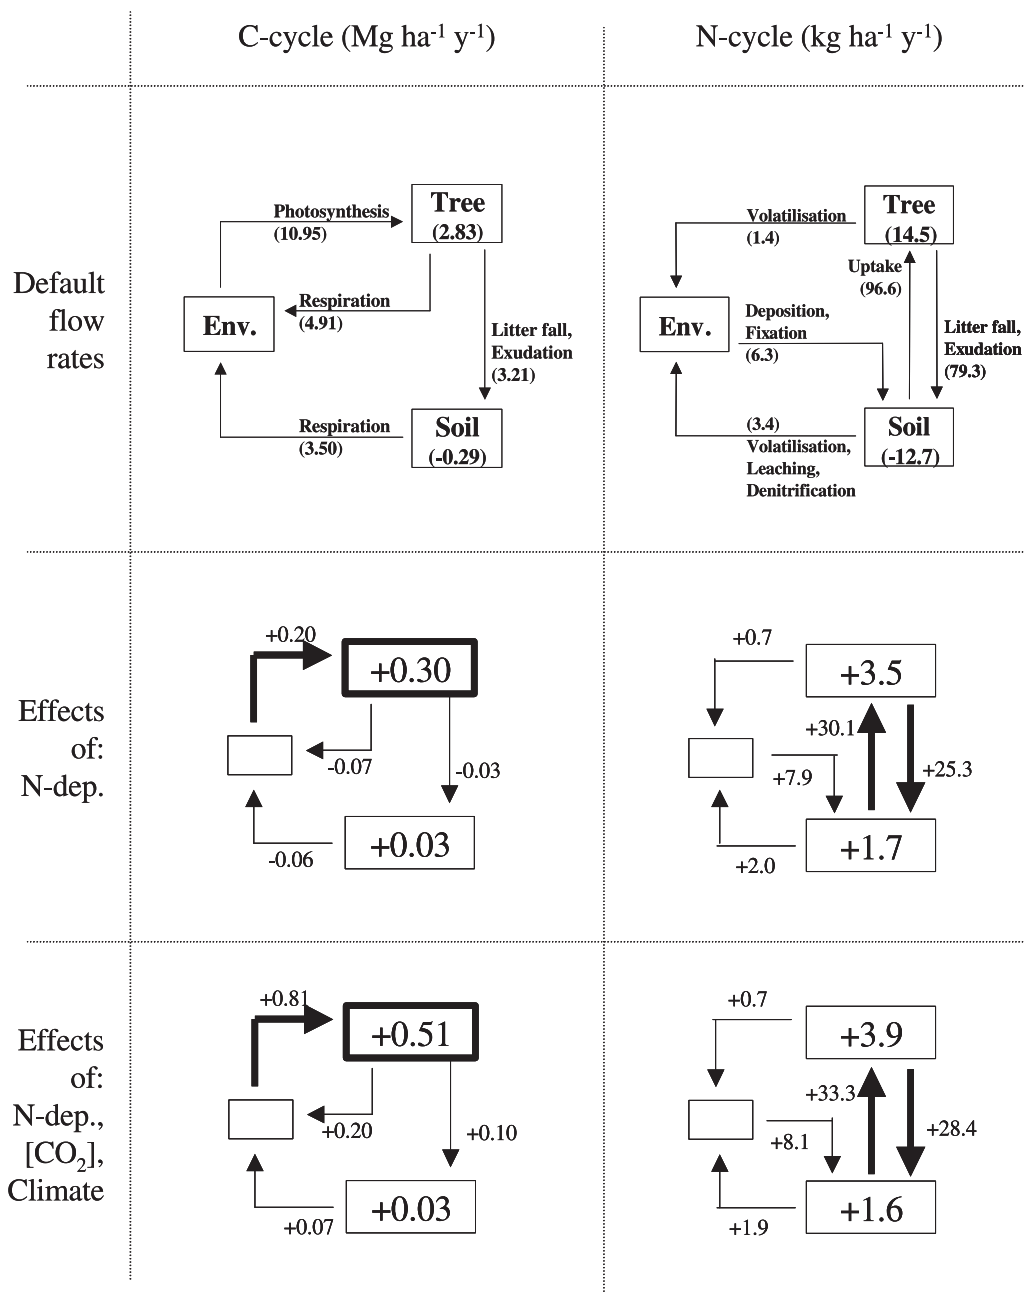 C-cycle (Mg ha⁻¹ y⁻¹)
N-cycle (kg ha⁻¹ y⁻¹)
Default
flow
rates
Photosynthesis
(10.95)
Tree
(2.83)
Respiration
(4.91)
Env.
Litter fall,
Exudation
(3.21)
Respiration
(3.50)
Soil
(-0.29)
Volatilisation
(1.4)
Tree
(14.5)
Uptake
(96.6)
Env.
Deposition,
Fixation
(6.3)
Litter fall,
Exudation
(79.3)
(3.4)
Volatilisation,
Leaching,
Denitrification
Soil
(-12.7)
Effects
of:
N-dep.
+0.20
+0.30
-0.07
-0.03
-0.06
+0.03
+0.7
+3.5
+30.1
+7.9
+25.3
+2.0
+1.7
Effects
of:
N-dep.,
[CO₂],
Climate
+0.81
+0.51
+0.20
+0.10
+0.07
+0.03
+0.7
+3.9
+33.3
+8.1
+28.4
+1.9
+1.6